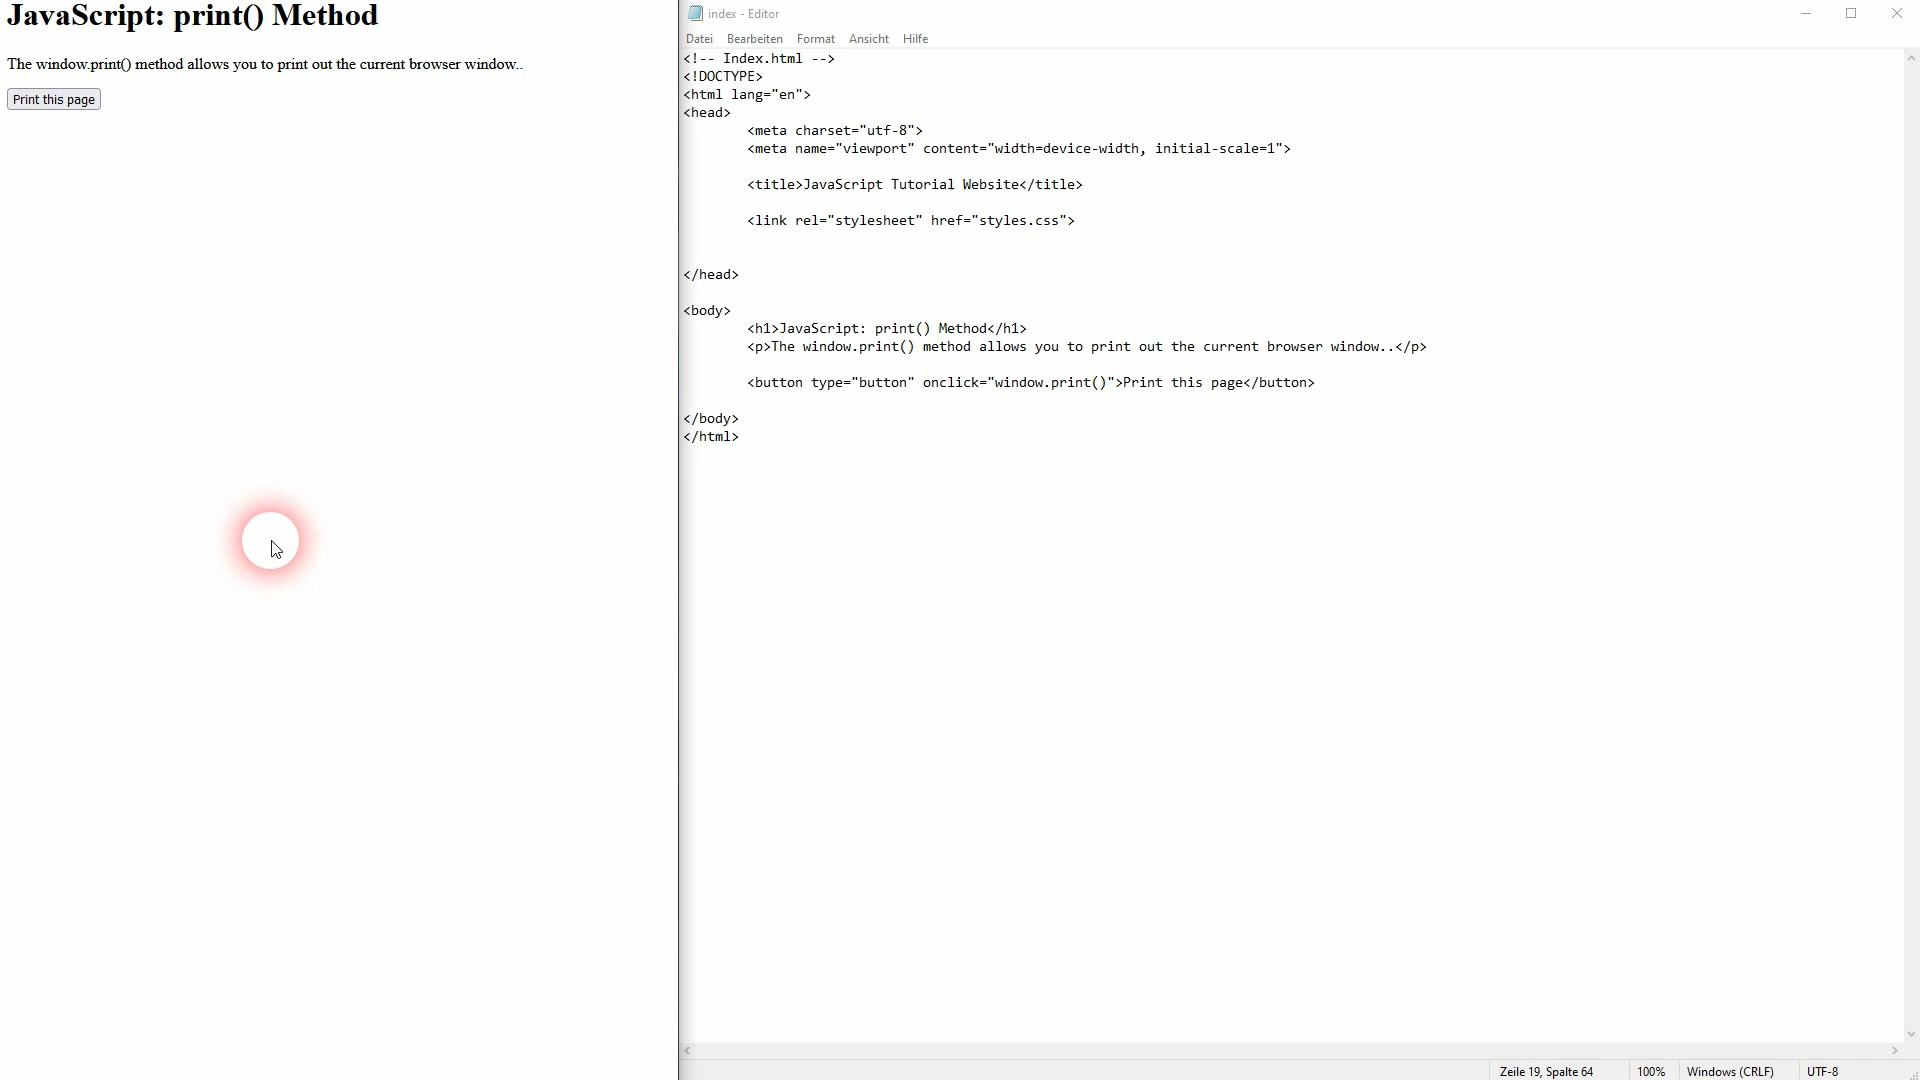 JavaScript: print() Method
The window.print() method allows you to print out the current browser window..
Print this page
index - Editor
Datei Bearbeiten Format Ansicht Hilfe
<!-- Index.html -->
<!DOCTYPE>
<html lang="en">
<head>
<meta charset="utf-8">
<meta name="viewport" content="width=device-width, initial-scale=1">
<title>JavaScript Tutorial Website</title>
<link rel="stylesheet" href="styles.css">
</head>
<body>
<h1>JavaScript: print() Method</h1>
<p>The window.print() method allows you to print out the current browser window..</p>
<button type="button" onclick="window.print()">Print this page</button>
</body>
</html>
Zeile 19, Spalte 64 100% Windows (CRLF) UTF-8